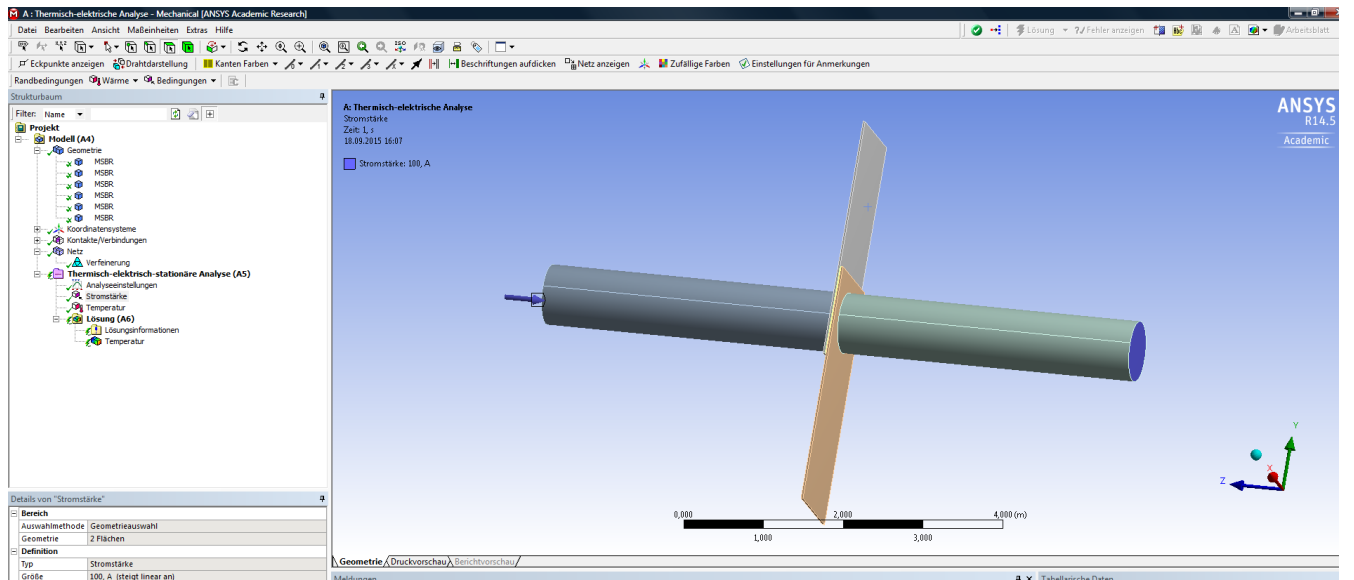 A : Thermisch-elektrische Analyse - Mechanical [ANSYS Academic Research]
Datei Bearbeiten Ansicht Maßeinheiten Extras Hilfe
Lösung ?/Fehler anzeigen A Arbeitsblatt
Eckpunkte anzeigen Drahtdarstellung Kanten Farben Beschriftungen aufdicken Netz anzeigen Zufällige Farben Einstellungen für Anmerkungen
Randbedingungen Wärme Bedingungen
Strukturbaum
Filter: Name
Projekt
Modell (A4)
Geometrie
MSBR
MSBR
MSBR
MSBR
MSBR
MSBR
Koordinatensysteme
Kontakte/Verbindungen
Netz
Verfeinerung
Thermisch-elektrisch-stationäre Analyse (A5)
Analyseeinstellungen
Stromstärke
Temperatur
Lösung (A6)
Lösungsinformationen
Temperatur
Details von "Stromstärke"
Bereich
Auswahlmethode Geometrieauswahl
Geometrie 2 Flächen
Definition
Typ Stromstärke
Größe 100, A (steigt linear an)
A: Thermisch-elektrische Analyse
Stromstärke
Zeit: 1, s
18.09.2015 16:07
Stromstärke: 100, A
ANSYS
R14.5
Academic
Y
X
Z
0,000 2,000 4,000 (m)
1,000 3,000
Geometrie Druckvorschau Berichtvorschau
Meldungen
Tabellarische Daten